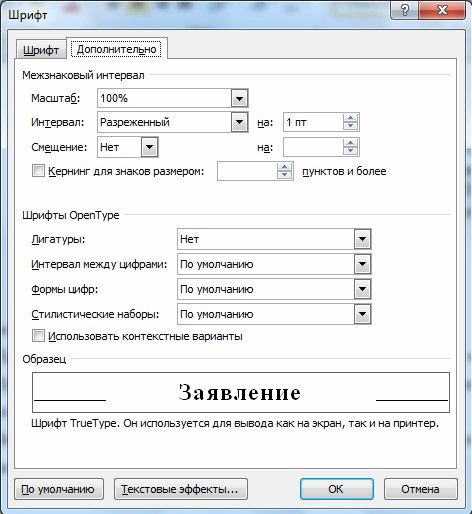 Шрифт
Шрифт Дополнительно
Межзнаковый интервал
Масштаб: 100%
Интервал: Разреженный на: 1 пт
Смещение: Нет на:
Кернинг для знаков размером: пунктов и более
Шрифты OpenType
Лигатуры: Нет
Интервал между цифрами: По умолчанию
Формы цифр: По умолчанию
Стилистические наборы: По умолчанию
Использовать контекстные варианты
Образец
Заявление
Шрифт TrueType. Он используется для вывода как на экран, так и на принтер.
По умолчанию Текстовые эффекты... ОК Отмена